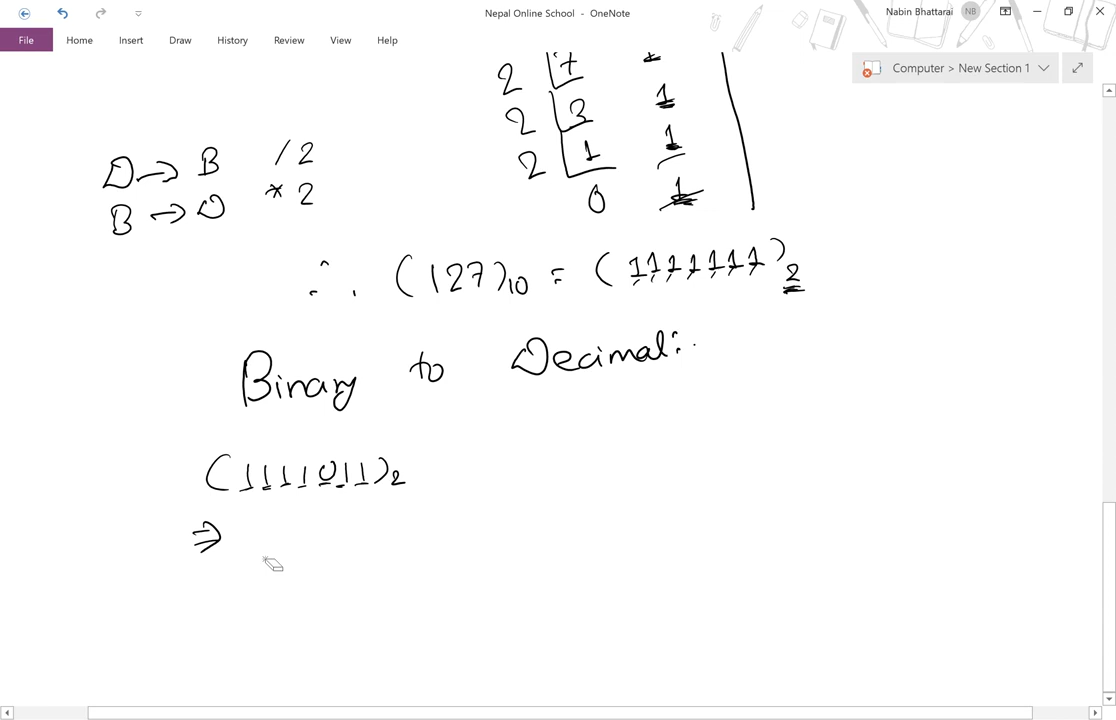 Nepal Online School - OneNote
Nabin Bhattarai NB
File Home Insert Draw History Review View Help
Computer > New Section 1
2 7
2 3 1
2 1 1
0 1
D → B / 2
B → D * 2
∴ (127)10 = (1111111)2
Binary to Decimal:
(1111011)2
⇒